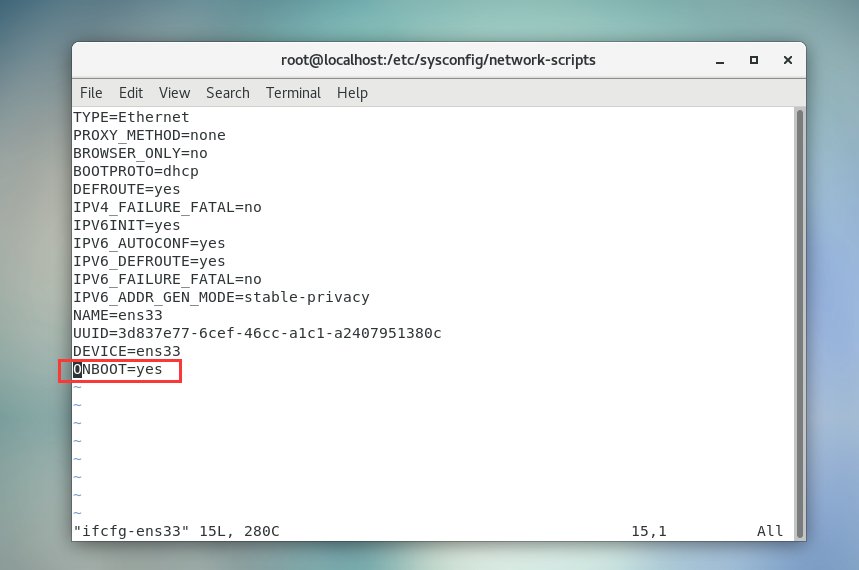 root@localhost:/etc/sysconfig/network-scripts
File Edit View Search Terminal Help
TYPE=Ethernet
PROXY_METHOD=none
BROWSER_ONLY=no
BOOTPROTO=dhcp
DEFROUTE=yes
IPV4_FAILURE_FATAL=no
IPV6INIT=yes
IPV6_AUTOCONF=yes
IPV6_DEFROUTE=yes
IPV6_FAILURE_FATAL=no
IPV6_ADDR_GEN_MODE=stable-privacy
NAME=ens33
UUID=3d837e77-6cef-46cc-a1c1-a2407951380c
DEVICE=ens33
ONBOOT=yes
~
~
~
~
~
~
~
~
"ifcfg-ens33" 15L, 280C 15,1 All